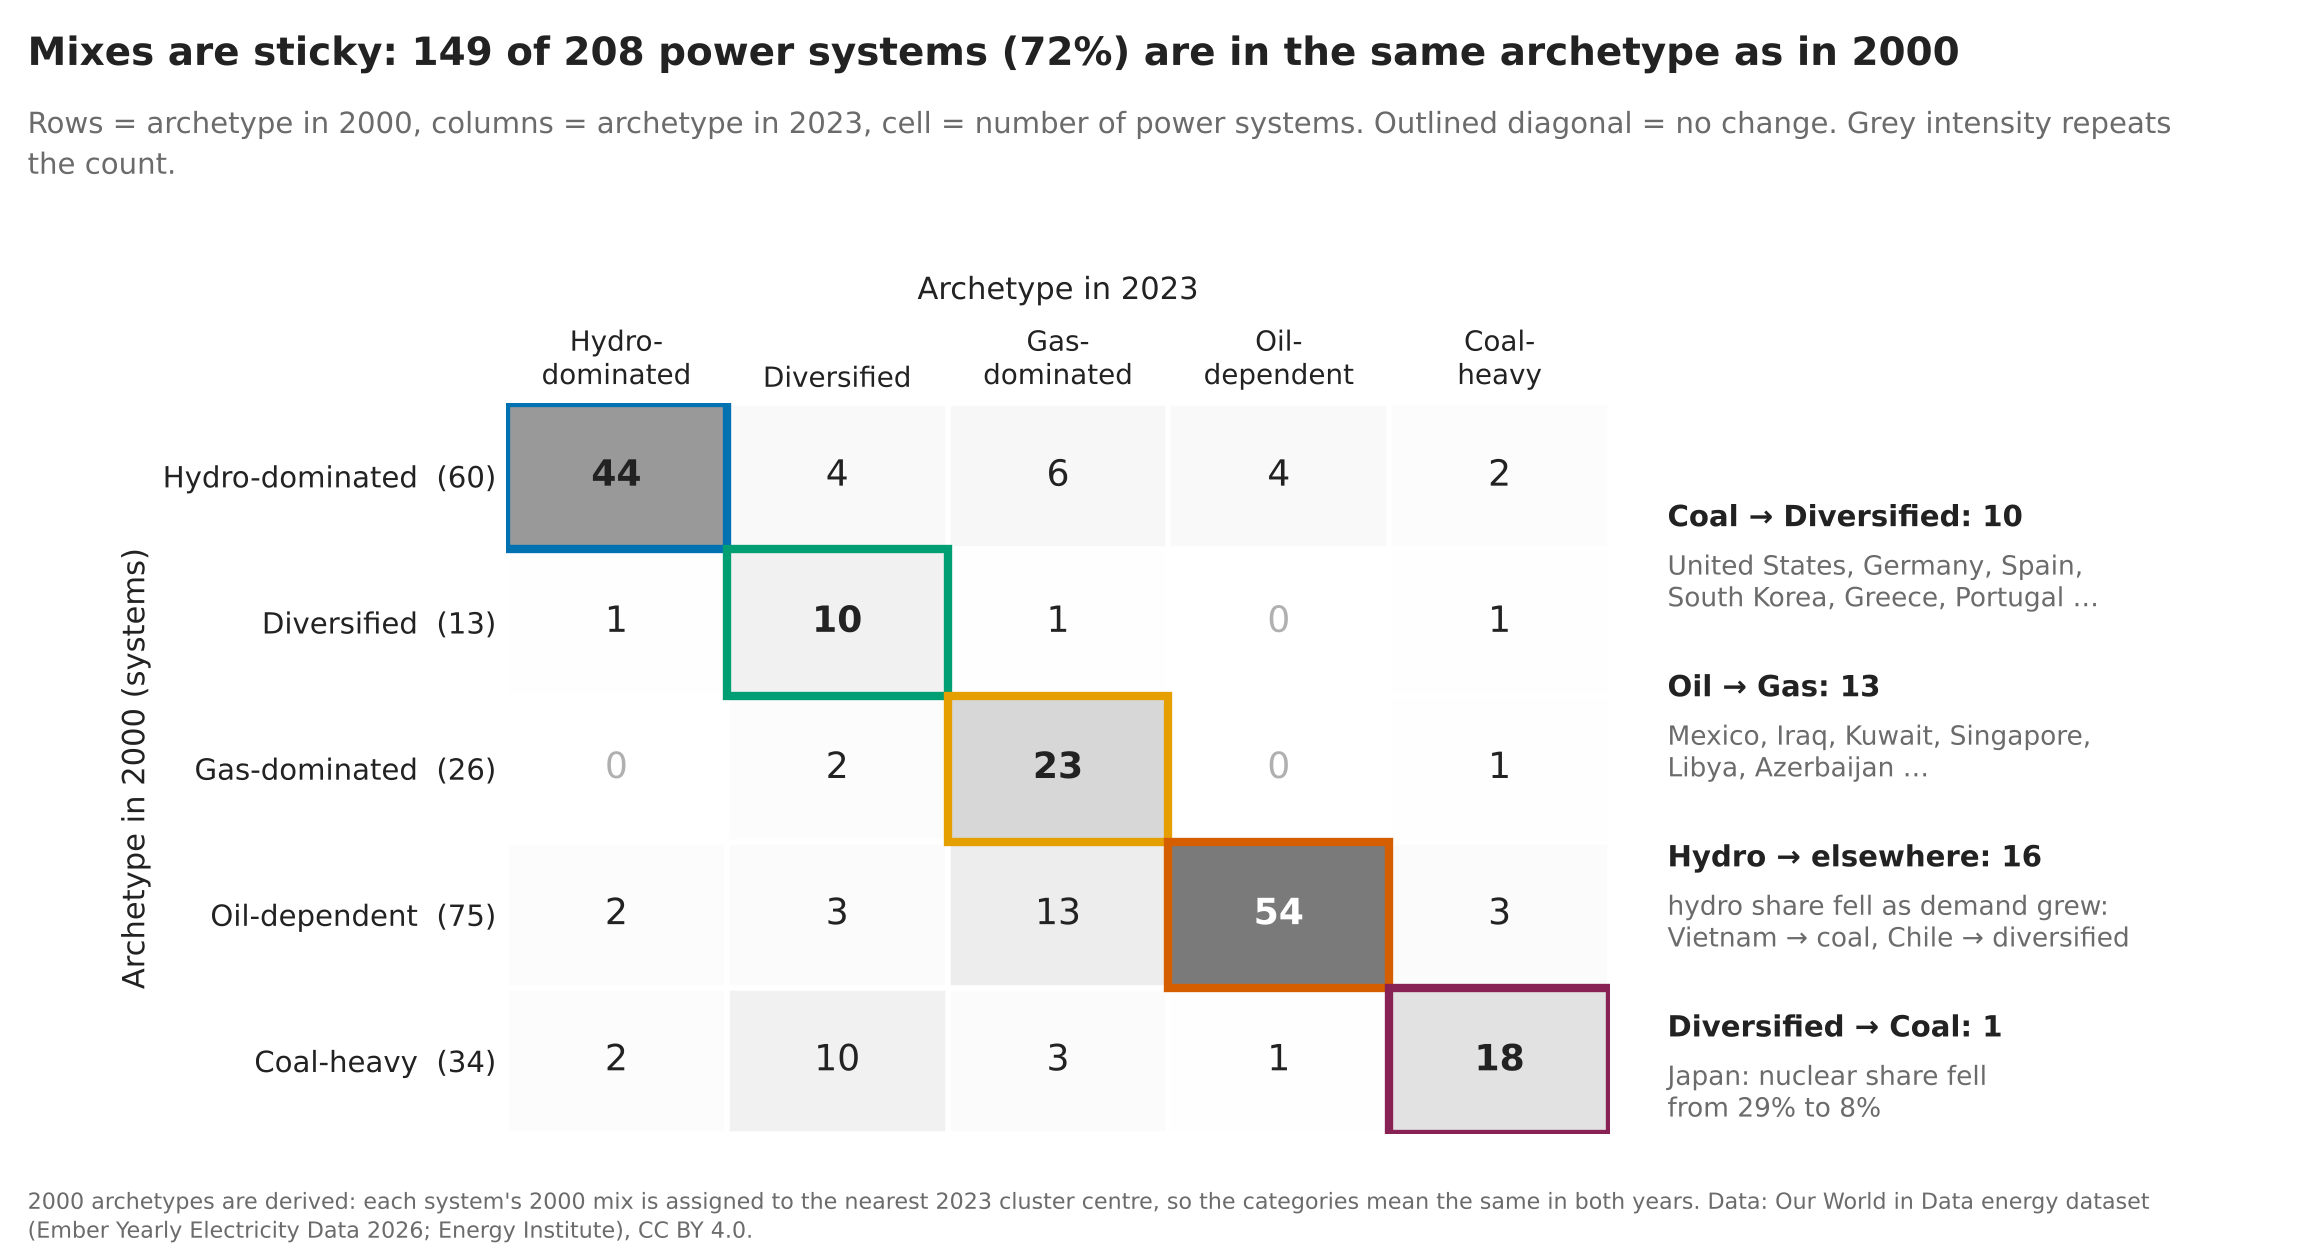 Mixes are sticky: 149 of 208 power systems (72%) are in the same archetype as in 2000
Rows = archetype in 2000, columns = archetype in 2023, cell = number of power systems. Outlined diagonal = no change. Grey intensity repeats
the count.
Archetype in 2023
Hydro-
dominated
Diversified
Gas-
dominated
Oil-
dependent
Coal-
heavy
Archetype in 2000 (systems)
Hydro-dominated (60) 44 4 6 4 2
Diversified (13) 1 10 1 0 1
Gas-dominated (26) 0 2 23 0 1
Oil-dependent (75) 2 3 13 54 3
Coal-heavy (34) 2 10 3 1 18
Coal → Diversified: 10
United States, Germany, Spain,
South Korea, Greece, Portugal ...
Oil → Gas: 13
Mexico, Iraq, Kuwait, Singapore,
Libya, Azerbaijan ...
Hydro → elsewhere: 16
hydro share fell as demand grew:
Vietnam → coal, Chile → diversified
Diversified → Coal: 1
Japan: nuclear share fell
from 29% to 8%
2000 archetypes are derived: each system's 2000 mix is assigned to the nearest 2023 cluster centre, so the categories mean the same in both years. Data: Our World in Data energy dataset
(Ember Yearly Electricity Data 2026; Energy Institute), CC BY 4.0.